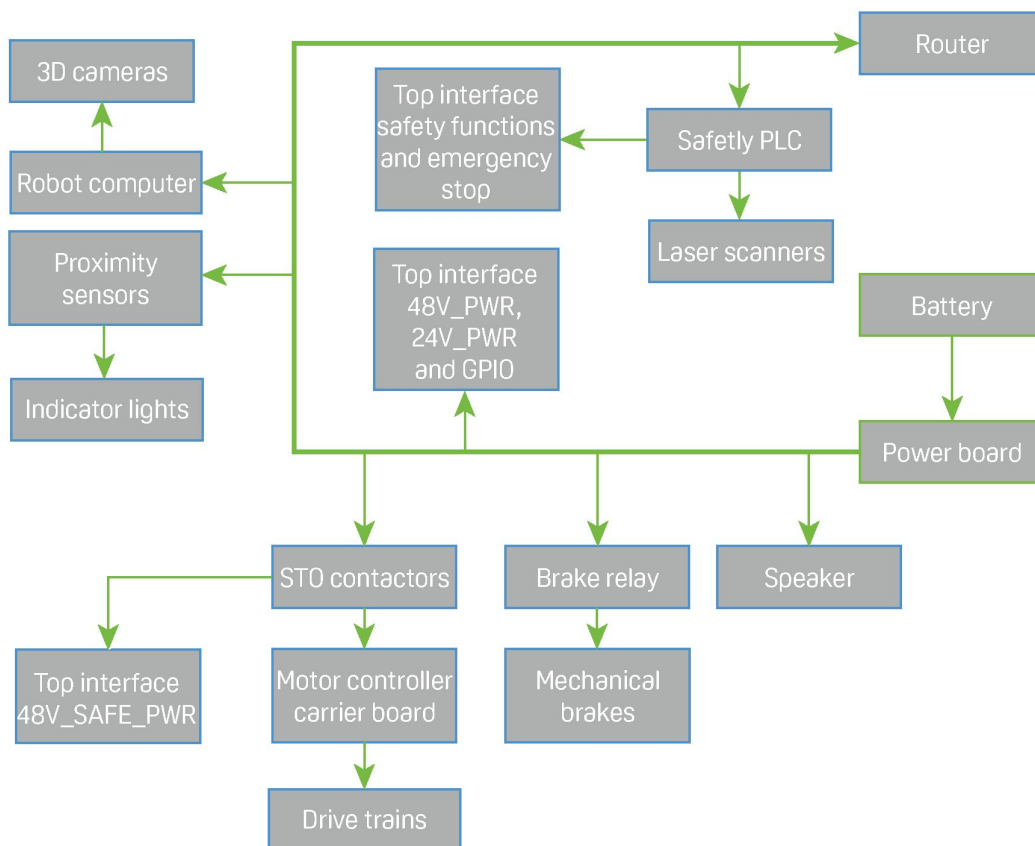 Router
3D cameras
Top interface
safety functions
and emergency
stop
Safetly PLC
Robot computer
Proximity
sensors
Laser scanners
Top interface
48V_PWR,
24V_PWR
and GPIO
Battery
Indicator lights
Power board
STO contactors
Brake relay
Speaker
Top interface
48V_SAFE_PWR
Motor controller
carrier board
Mechanical
brakes
Drive trains